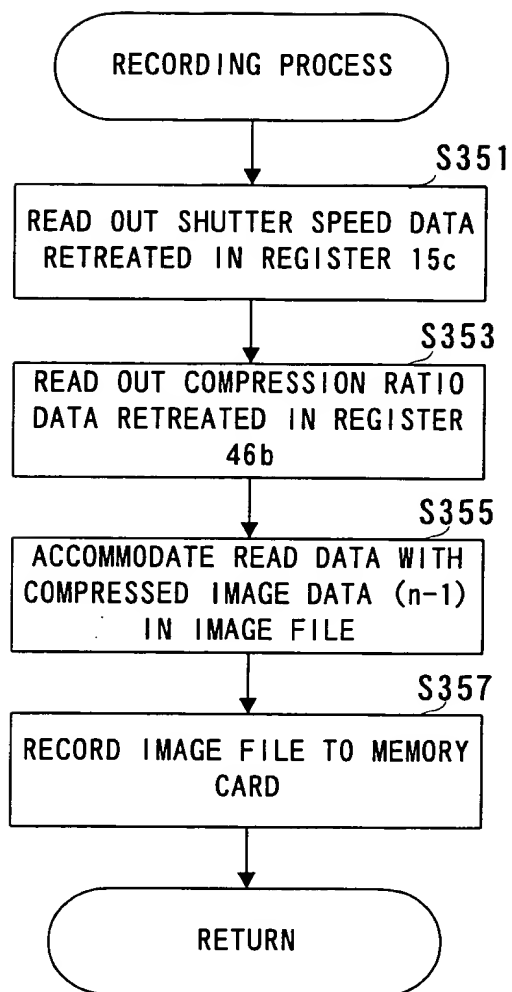 RECORDING PROCESS
S351
READ OUT SHUTTER SPEED DATA
RETREATED IN REGISTER 15c
S353
READ OUT COMPRESSION RATIO
DATA RETREATED IN REGISTER
46b
S355
ACCOMMODATE READ DATA WITH
COMPRESSED IMAGE DATA (n-1)
IN IMAGE FILE
S357
RECORD IMAGE FILE TO MEMORY
CARD
RETURN